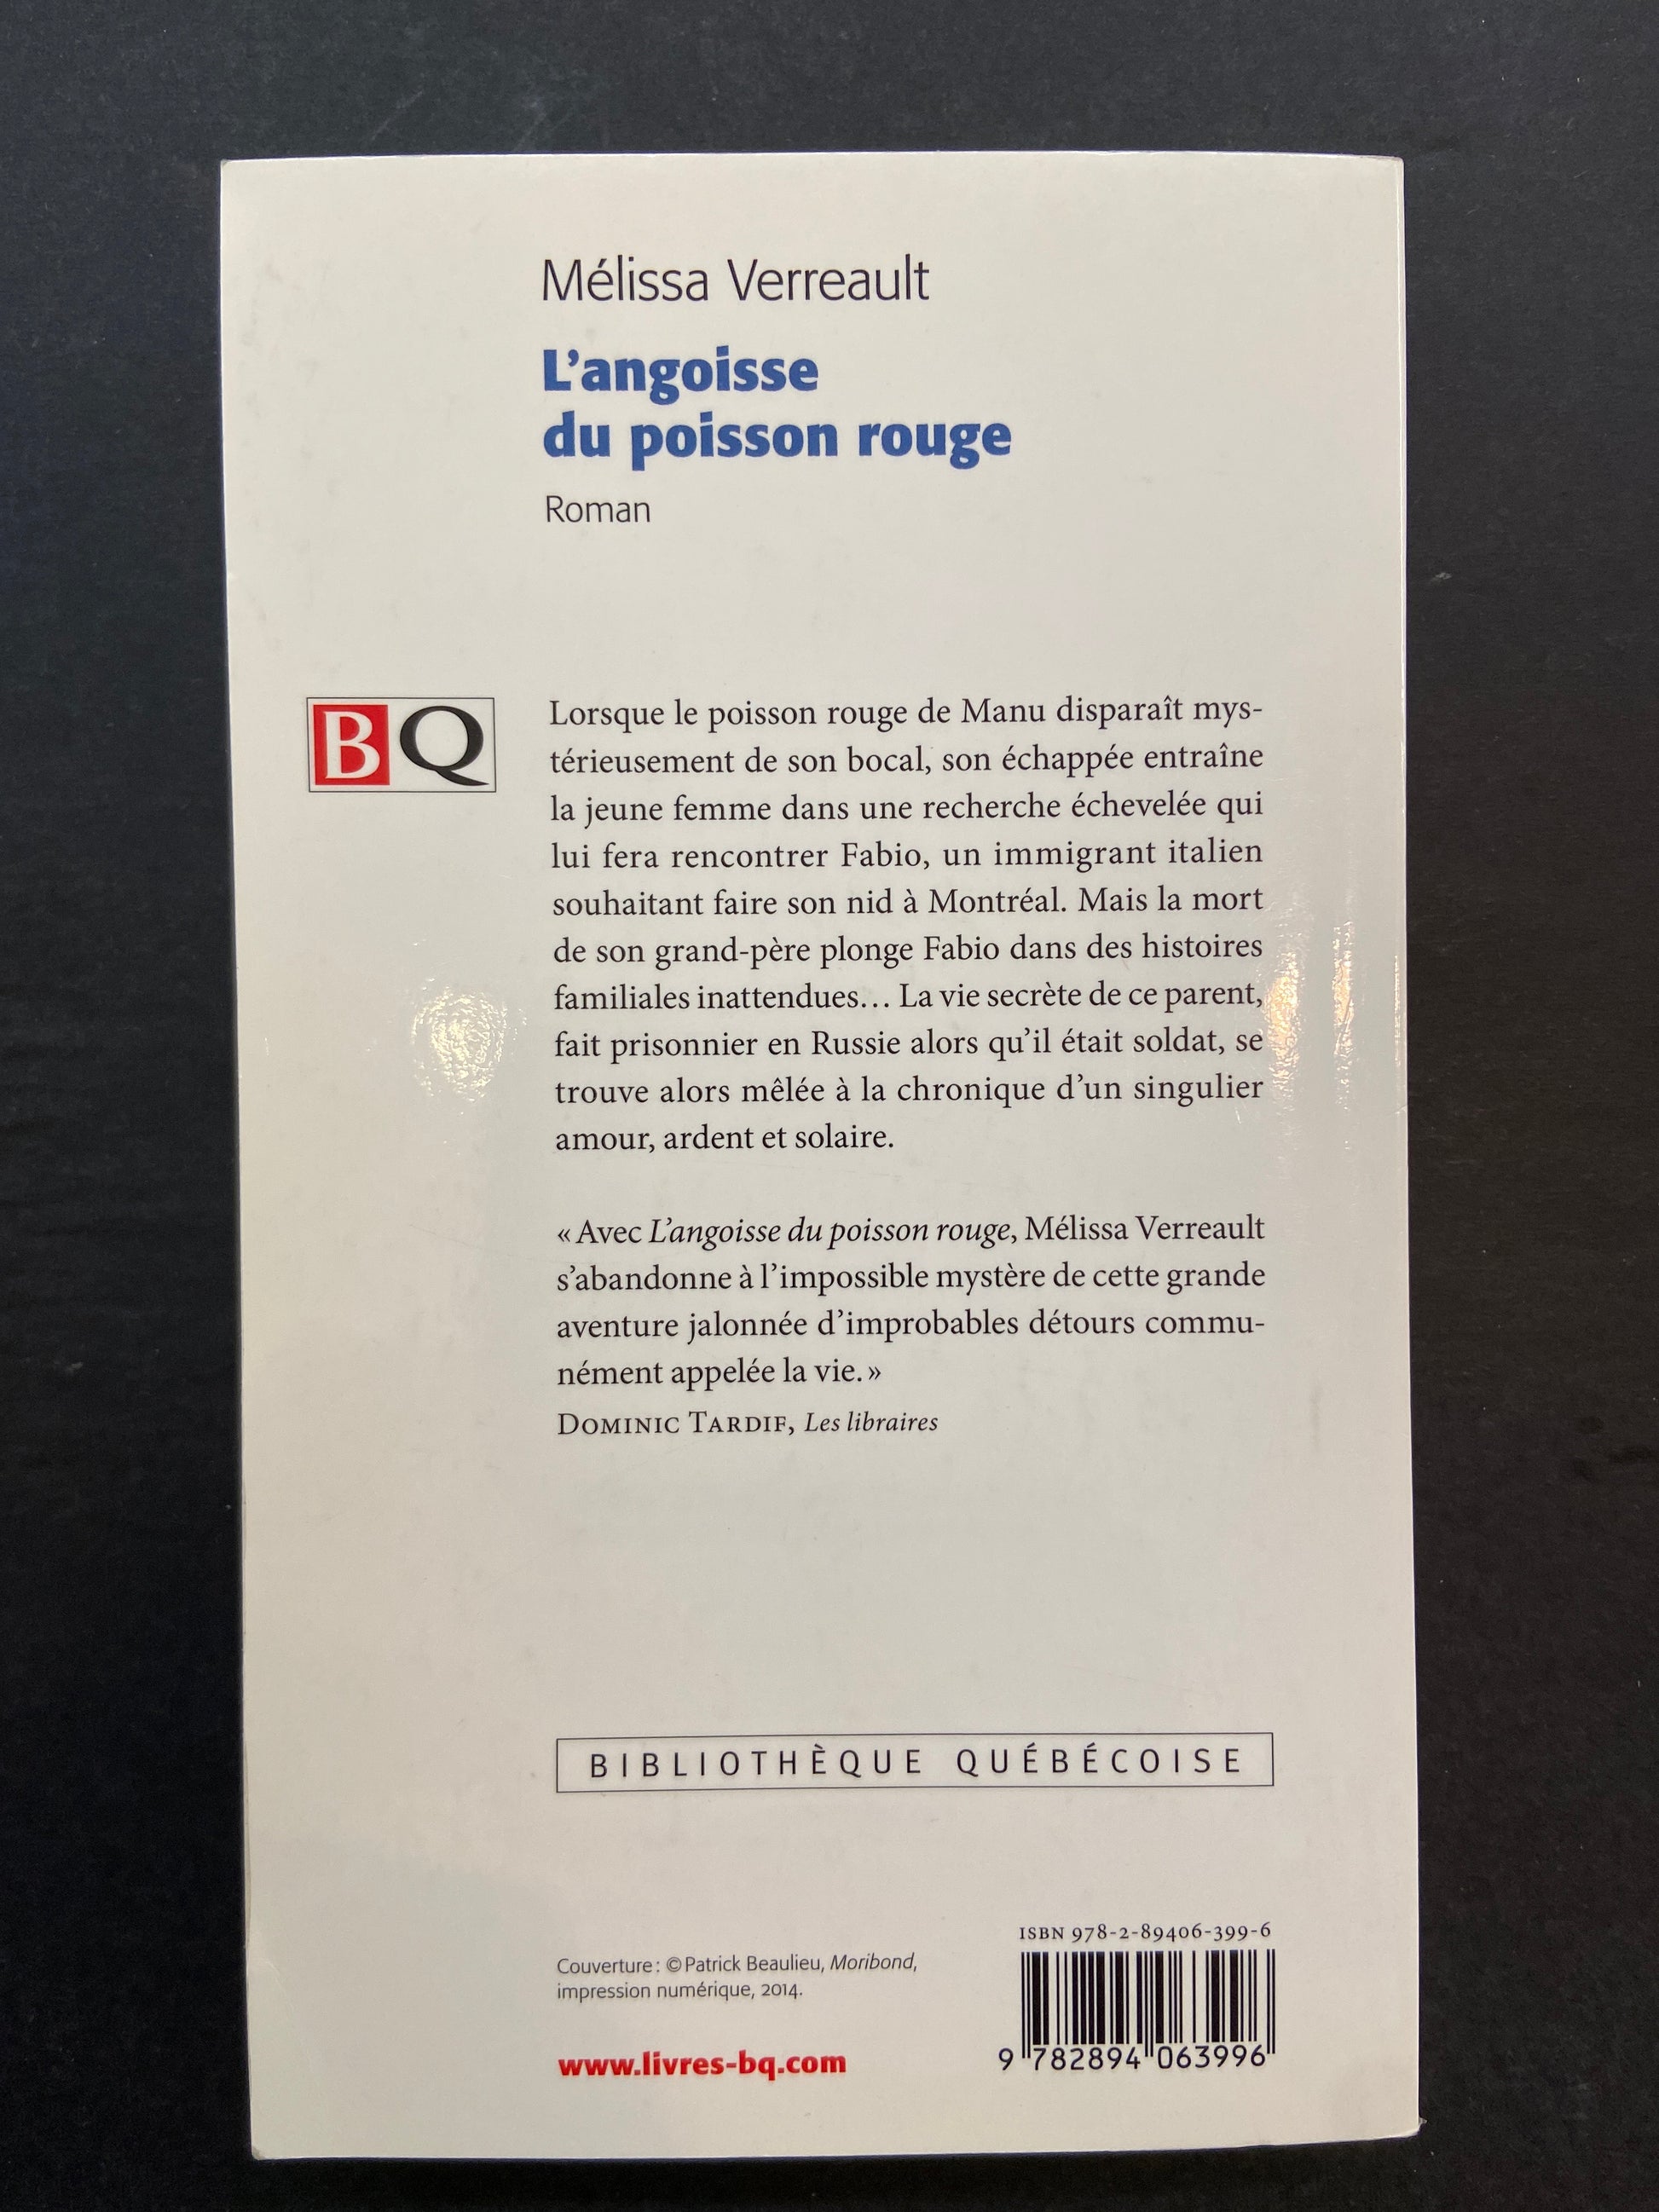 Mélissa Verreault
L'angoisse
du poisson rouge
Roman
BQ
Lorsque le poisson rouge de Manu disparaît mys-
térieusement de son bocal, son échappée entraîne
la jeune femme dans une recherche échevelée qui
lui fera rencontrer Fabio, un immigrant italien
souhaitant faire son nid à Montréal. Mais la mort
de son grand-père plonge Fabio dans des histoires
familiales inattendues... La vie secrète de ce parent,
fait prisonnier en Russie alors qu'il était soldat, se
trouve alors mêlée à la chronique d'un singulier
amour, ardent et solaire.
« Avec L'angoisse du poisson rouge, Mélissa Verreault
s'abandonne à l'impossible mystère de cette grande
aventure jalonnée d'improbables détours commu-
nément appelée la vie. »
DOMINIC TARDIF, Les libraires
BIBLIOTHÈQUE QUÉBÉCOISE
Couverture : © Patrick Beaulieu, Moribond,
impression numérique, 2014.
www.livres-bq.com
ISBN 978-2-89406-399-6
9 782894 063996